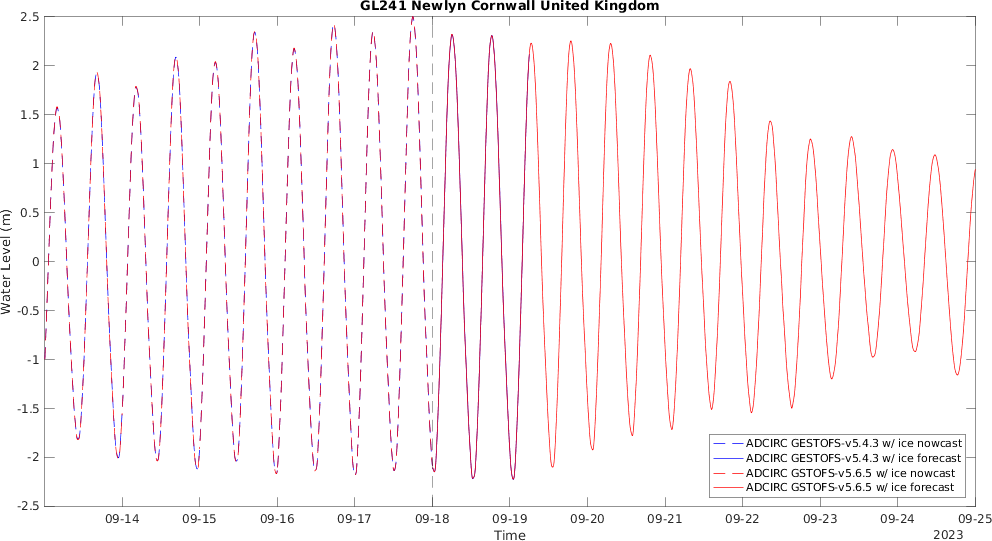 GL241 Newlyn Cornwall United Kingdom
Water Level (m)
2.5
2
1.5
1
0.5
0
-0.5
-1
-1.5
-2
-2.5
ADCIRC GESTOFS-v5.4.3 w/ ice nowcast
ADCIRC GESTOFS-v5.4.3 w/ ice forecast
ADCIRC GSTOFS-v5.6.5 w/ ice nowcast
ADCIRC GSTOFS-v5.6.5 w/ ice forecast
09-14 09-15 09-16 09-17 09-18 09-19 09-20 09-21 09-22 09-23 09-24 09-25
Time
2023